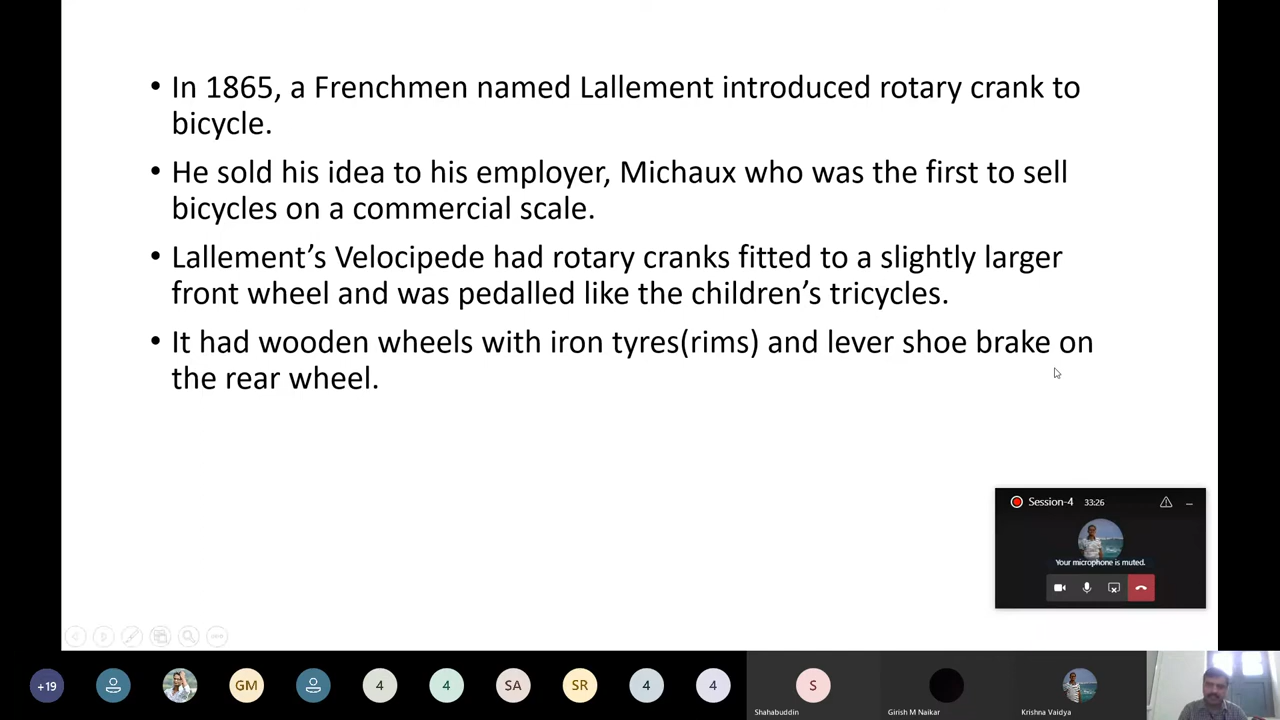 • In 1865, a Frenchmen named Lallement introduced rotary crank to
bicycle.
• He sold his idea to his employer, Michaux who was the first to sell
bicycles on a commercial scale.
• Lallement’s Velocipede had rotary cranks fitted to a slightly larger
front wheel and was pedalled like the children’s tricycles.
• It had wooden wheels with iron tyres(rims) and lever shoe brake on
the rear wheel.
Session-4 33:26
Your microphone is muted.
+19 GM 4 4 SA SR 4 4 S
Shahabuddin Girish M Naikar Krishna Vaidya